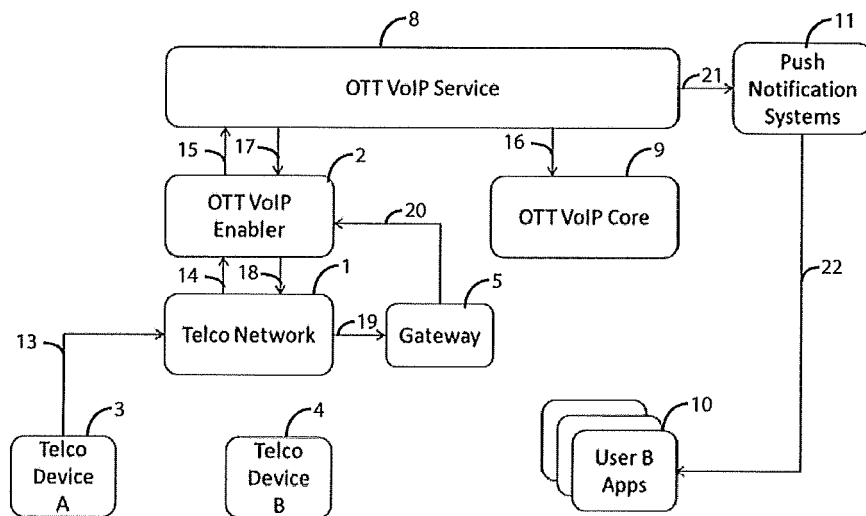 8
11
OTT VoIP Service
21
Push
Notification
Systems
15
17
2
16
9
OTT VoIP
Enabler
20
OTT VoIP Core
14
18
1
5
22
13
Telco Network
19
Gateway
3
4
10
Telco
Device
A
Telco
Device
B
User B
Apps